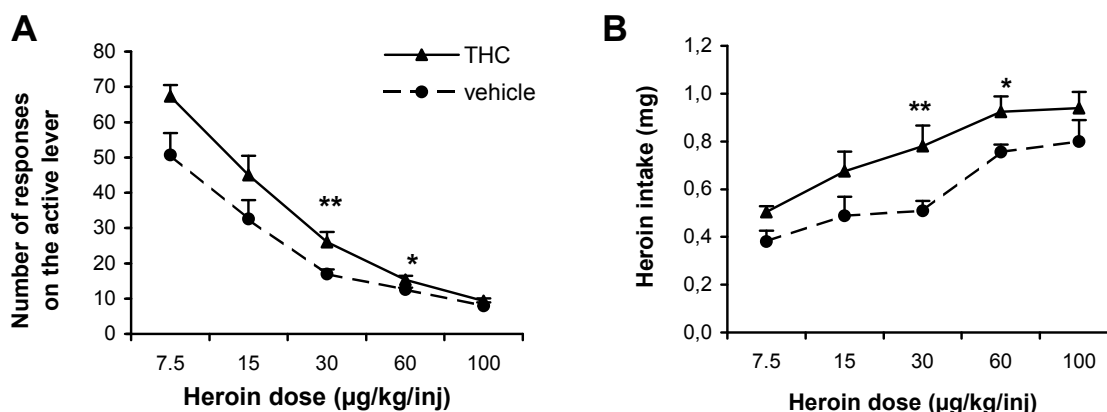 A
Number of responses
on the active lever
80
70
60
50
40
30
20
10
0
THC
vehicle
**
*
7.5 15 30 60 100
Heroin dose (µg/kg/inj)
B
Heroin intake (mg)
1,2
1,0
0,8
0,6
0,4
0,2
0,0
**
*
7.5 15 30 60 100
Heroin dose (µg/kg/inj)